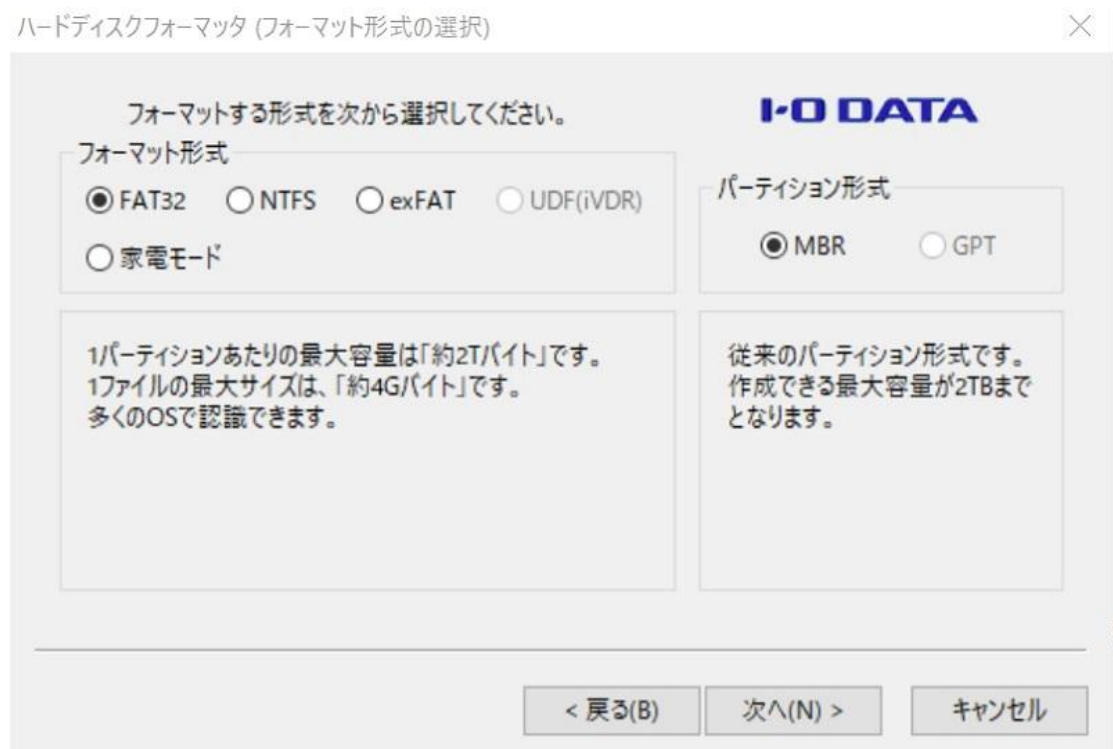 ハードディスクフォーマッタ (フォーマット形式の選択)
フォーマットする形式を次から選択してください。
I-O DATA
フォーマット形式
FAT32 NTFS exFAT UDF(iVDR)
家電モード
パーティション形式
MBR GPT
1パーティションあたりの最大容量は「約2Tバイト」です。
1ファイルの最大サイズは、「約4Gバイト」です。
多くのOSで認識できます。
従来のパーティション形式です。
作成できる最大容量が2TBまで
となります。
< 戻る(B) 次へ(N) > キャンセル